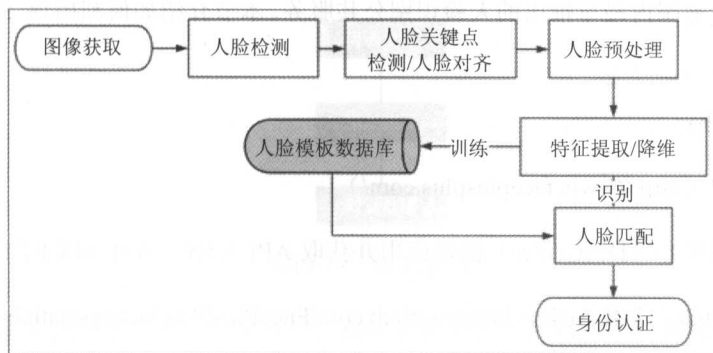 图像获取
人脸检测
人脸关键点
检测/人脸对齐
人脸预处理
人脸模板数据库
训练
特征提取/降维
识别
人脸匹配
身份认证